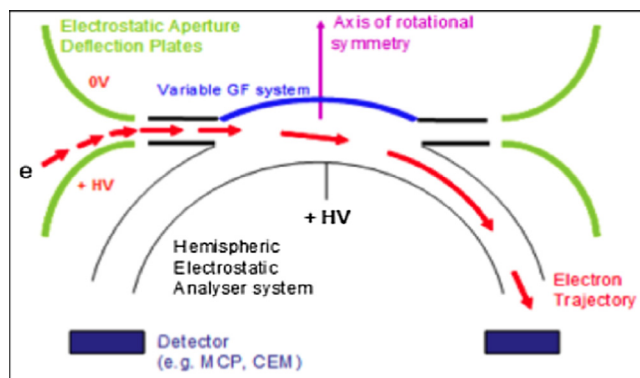 Electrostatic Aperture
Deflection Plates
Axis of rotational
symmetry
0V
Variable GF system
e
+ HV
+ HV
Hemispheric
Electrostatic
Analyser system
Electron
Trajectory
Detector
(e.g. MCP, CEM)